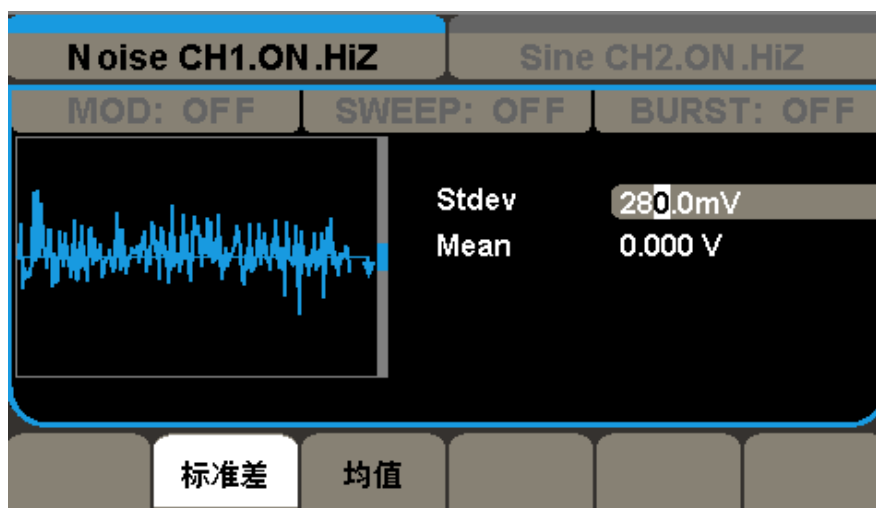 Noise CH1.ON.HiZ Sine CH2.ON.HiZ
MOD: OFF SWEEP: OFF BURST: OFF
Stdev 280.0mV
Mean 0.000 V
标准差 均值